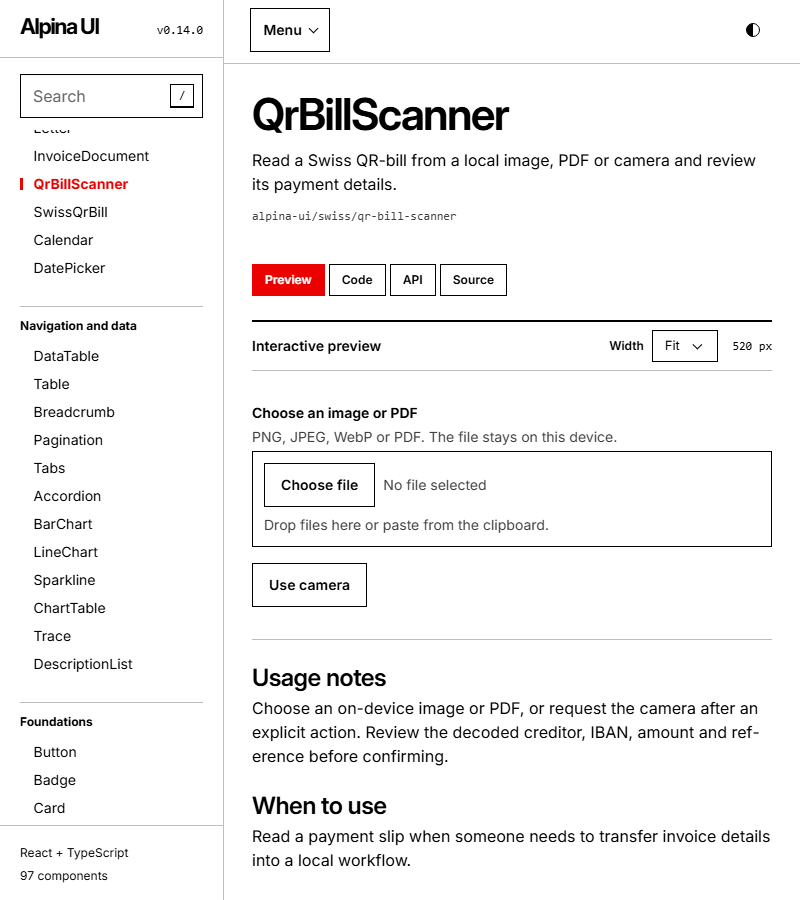 Alpina UI
v0.14.0
Search
/
Letter
InvoiceDocument
QrBillScanner
SwissQrBill
Calendar
DatePicker
Navigation and data
DataTable
Table
Breadcrumb
Pagination
Tabs
Accordion
BarChart
LineChart
Sparkline
ChartTable
Trace
DescriptionList
Foundations
Button
Badge
Card
React + TypeScript
97 components
Menu
QrBillScanner
Read a Swiss QR-bill from a local image, PDF or camera and review
its payment details.
alpina-ui/swiss/qr-bill-scanner
Preview
Code
API
Source
Interactive preview
Width
Fit
520 px
Choose an image or PDF
PNG, JPEG, WebP or PDF. The file stays on this device.
Choose file
No file selected
Drop files here or paste from the clipboard.
Use camera
Usage notes
Choose an on-device image or PDF, or request the camera after an
explicit action. Review the decoded creditor, IBAN, amount and ref-
erence before confirming.
When to use
Read a payment slip when someone needs to transfer invoice details
into a local workflow.